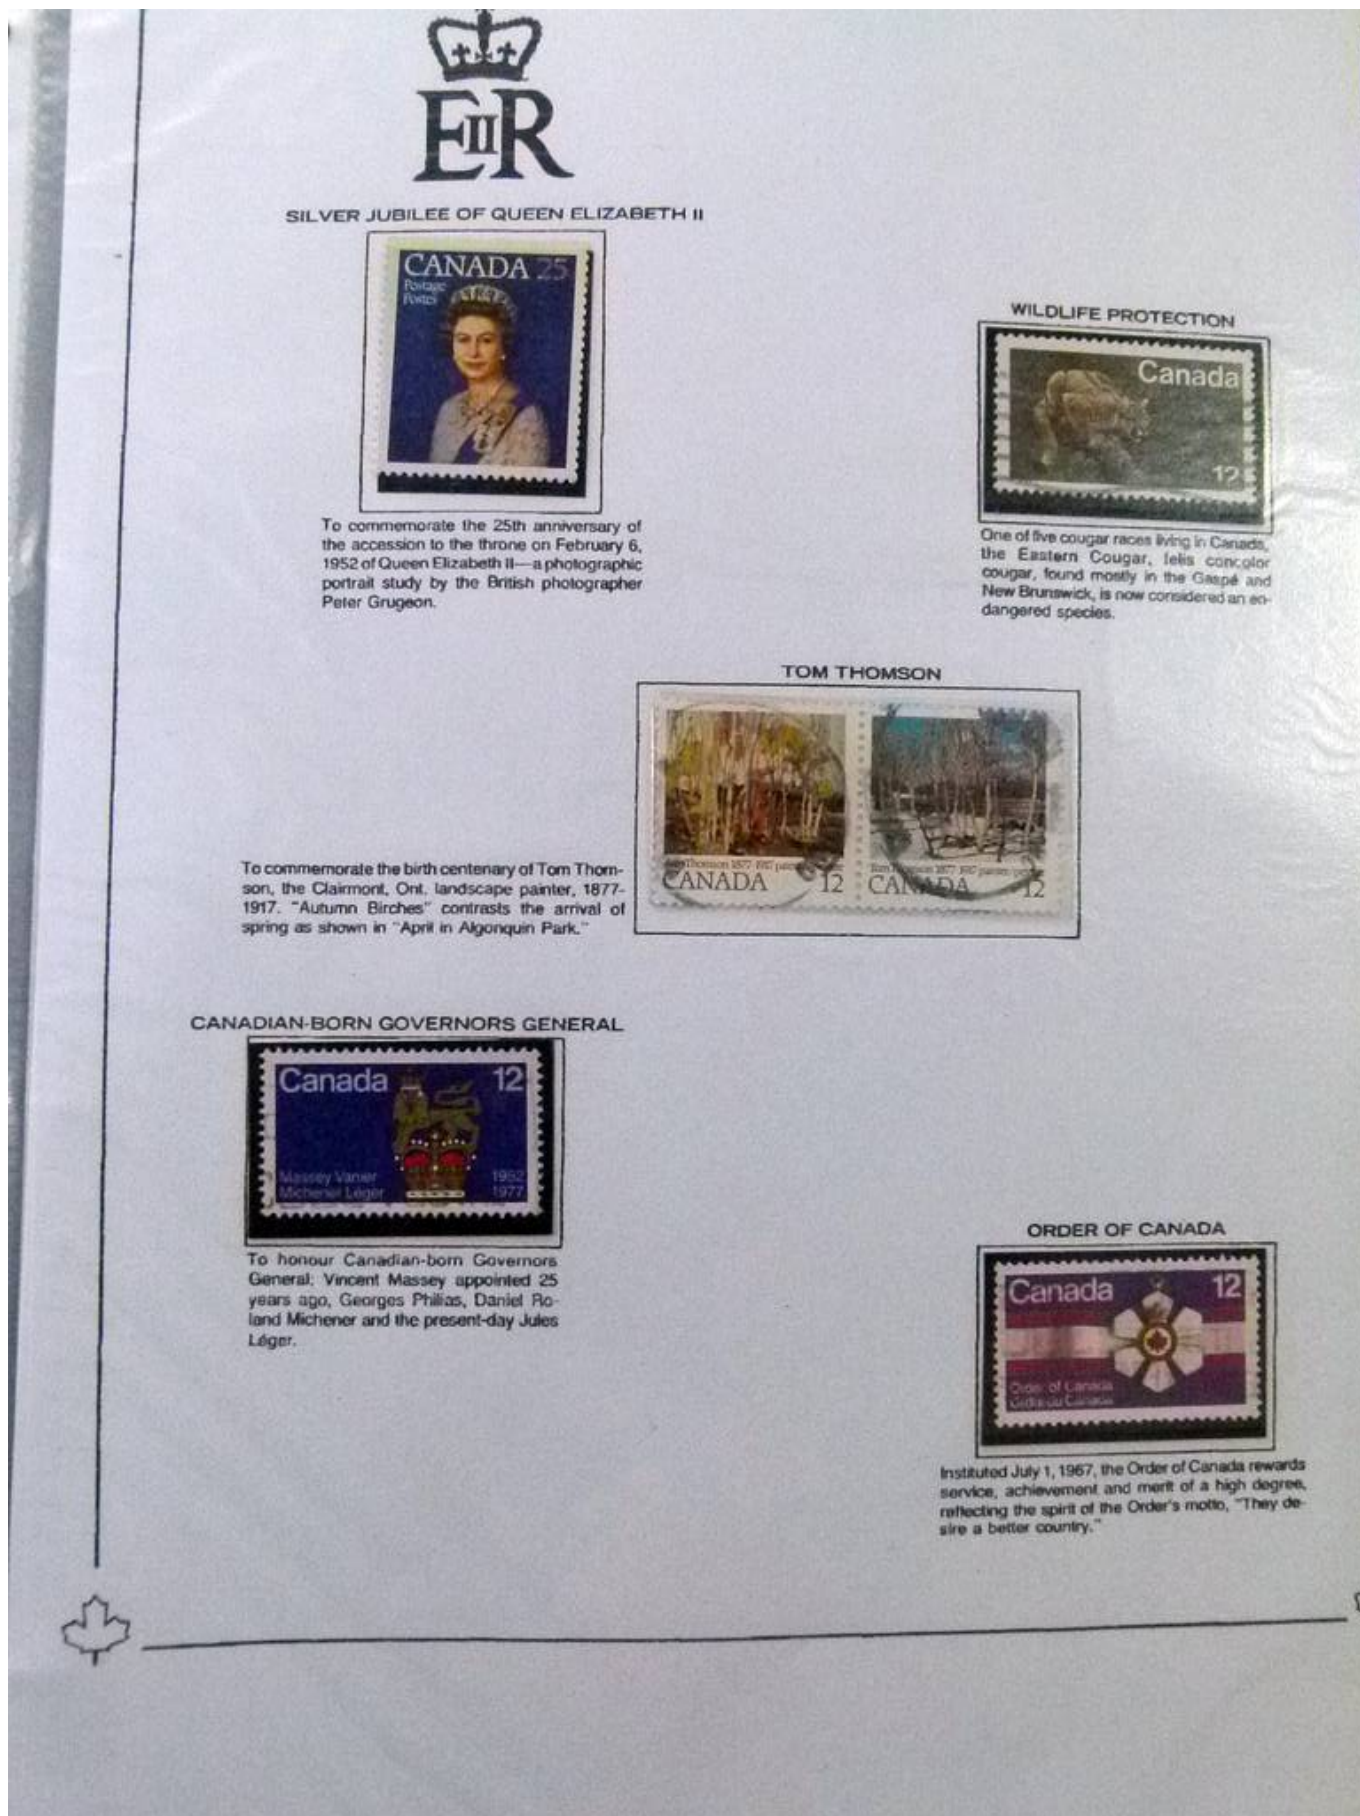 EIIR
SILVER JUBILEE OF QUEEN ELIZABETH II
CANADA 25
Postage
Postes
To commemorate the 25th anniversary of
the accession to the throne on February 6,
1952 of Queen Elizabeth II—a photographic
portrait study by the British photographer
Peter Grugeon.
WILDLIFE PROTECTION
Canada
12
One of five cougar races living in Canada,
the Eastern Cougar, felis concolor
cougar, found mostly in the Gaspé and
New Brunswick, is now considered an en-
dangered species.
TOM THOMSON
Tom Thomson 1877-1917
CANADA 12
Tom Thomson 1877-1917
CANADA 12
To commemorate the birth centenary of Tom Thom-
son, the Clairmont, Ont. landscape painter, 1877-
1917. "Autumn Birches" contrasts the arrival of
spring as shown in "April in Algonquin Park."
CANADIAN-BORN GOVERNORS GENERAL
Canada 12
Massey Vanier 1952
Michener Léger 1977
To honour Canadian-born Governors
General; Vincent Massey appointed 25
years ago, Georges Philias, Daniel Ro-
land Michener and the present-day Jules
Léger.
ORDER OF CANADA
Canada 12
Order of Canada
Ordre du Canada
Instituted July 1, 1967, the Order of Canada rewards
service, achievement and merit of a high degree,
reflecting the spirit of the Order's motto, "They de-
sire a better country."